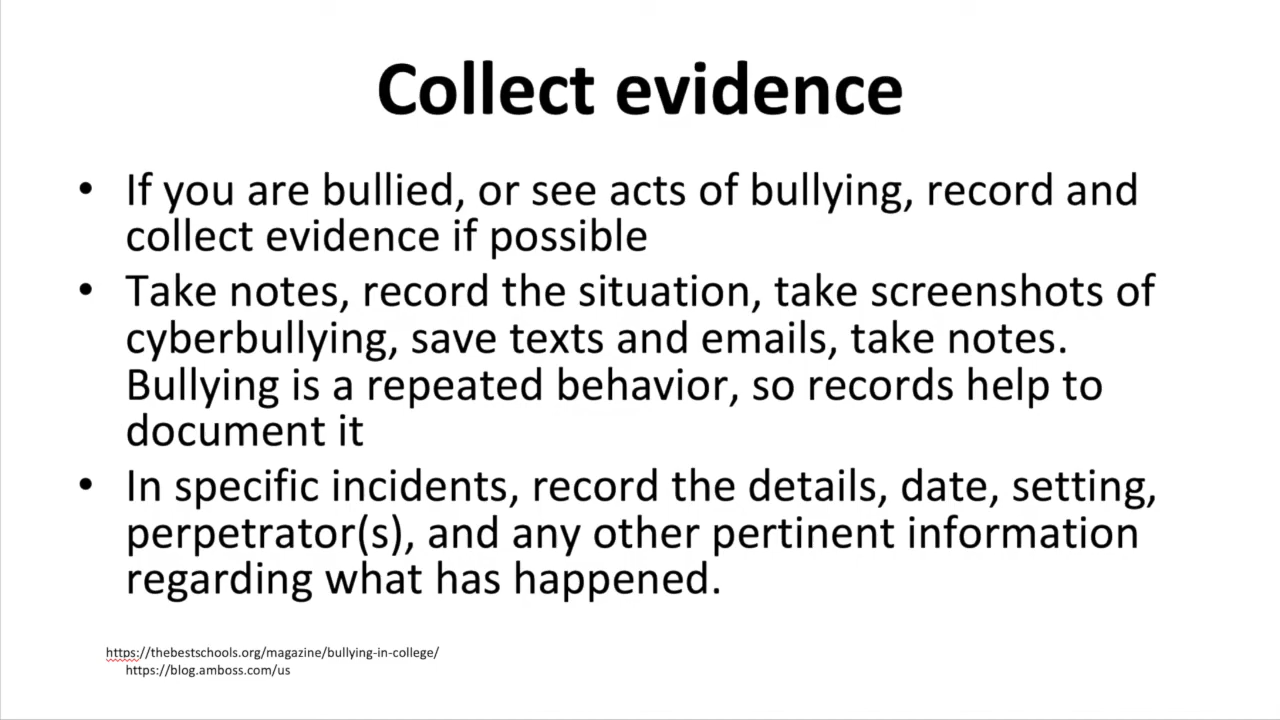 Collect evidence
• If you are bullied, or see acts of bullying, record and
collect evidence if possible
• Take notes, record the situation, take screenshots of
cyberbullying, save texts and emails, take notes.
Bullying is a repeated behavior, so records help to
document it
• In specific incidents, record the details, date, setting,
perpetrator(s), and any other pertinent information
regarding what has happened.
https://thebestschools.org/magazine/bullying-in-college/
https://blog.amboss.com/us